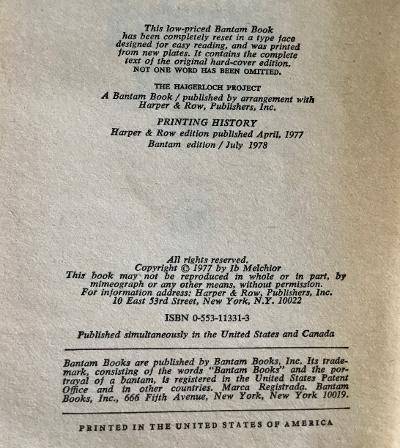 This low-priced Bantam Book
has been completely reset in a type face
designed for easy reading, and was printed
from new plates. It contains the complete
text of the original hard-cover edition.
NOT ONE WORD HAS BEEN OMITTED.
THE HAIGERLOCH PROJECT
A Bantam Book / published by arrangement with
Harper & Row, Publishers, Inc.
PRINTING HISTORY
Harper & Row edition published April, 1977
Bantam edition / July 1978
All rights reserved.
Copyright © 1977 by Ib Melchior
This book may not be reproduced in whole or in part, by
mimeograph or any other means, without permission.
For information address: Harper & Row, Publishers, Inc.
10 East 53rd Street, New York, N.Y. 10022
ISBN 0-553-11331-3
Published simultaneously in the United States and Canada
Bantam Books are published by Bantam Books, Inc. Its trade-
mark, consisting of the words "Bantam Books" and the por-
trayal of a bantam, is registered in the United States Patent
Office and in other countries. Marca Registrada. Bantam
Books, Inc., 666 Fifth Avenue, New York, New York 10019.
PRINTED IN THE UNITED STATES OF AMERICA